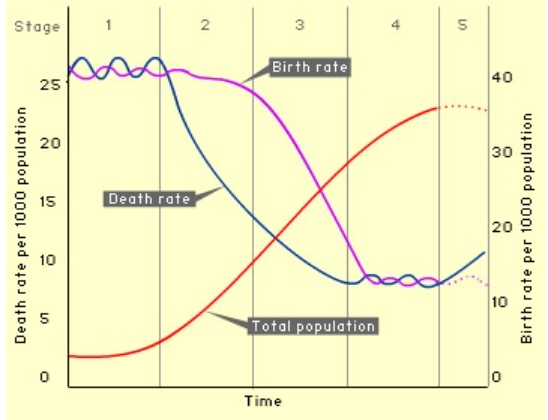 Stage 1 2 3 4 5
Birth rate
Death rate
Total population
Death rate per 1000 population
25
20
15
10
5
0
Birth rate per 1000 population
40
30
20
10
0
Time